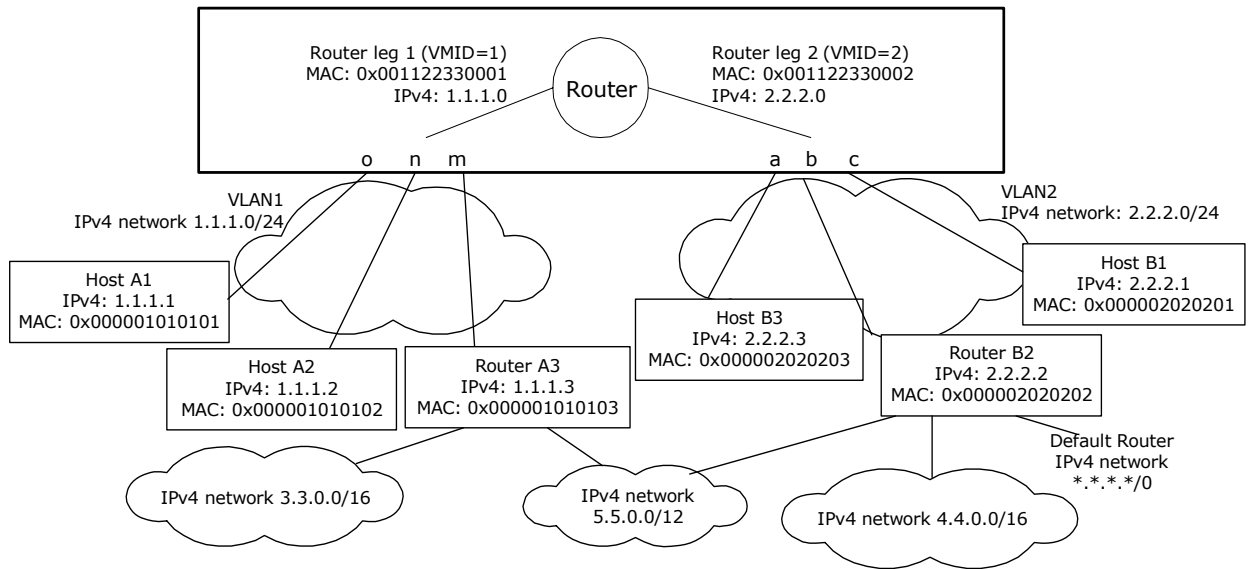 Router leg 1 (VMID=1)
MAC: 0x001122330001
IPv4: 1.1.1.0
Router
Router leg 2 (VMID=2)
MAC: 0x001122330002
IPv4: 2.2.2.0
o n m
a b c
VLAN1
IPv4 network 1.1.1.0/24
VLAN2
IPv4 network: 2.2.2.0/24
Host A1
IPv4: 1.1.1.1
MAC: 0x000001010101
Host B1
IPv4: 2.2.2.1
MAC: 0x000002020201
Host B3
IPv4: 2.2.2.3
MAC: 0x000002020203
Host A2
IPv4: 1.1.1.2
MAC: 0x000001010102
Router A3
IPv4: 1.1.1.3
MAC: 0x000001010103
Router B2
IPv4: 2.2.2.2
MAC: 0x000002020202
Default Router
IPv4 network
*.*.*.*/0
IPv4 network 3.3.0.0/16
IPv4 network
5.5.0.0/12
IPv4 network 4.4.0.0/16